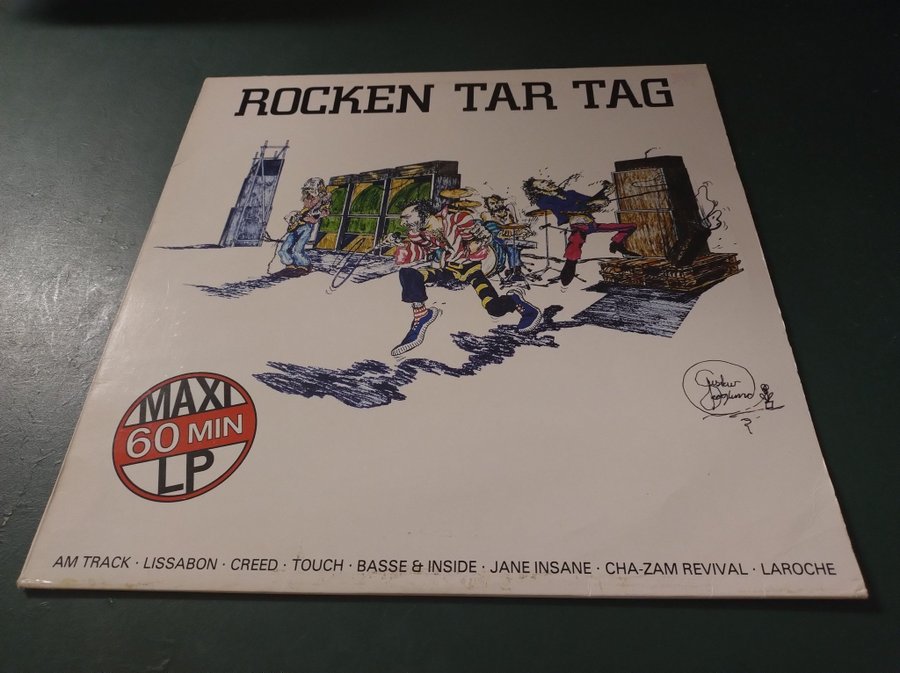 ROCKEN TAR TAG
MAXI
60 MIN
LP
AM TRACK · LISSABON · CREED · TOUCH · BASSE & INSIDE · JANE INSANE · CHA-ZAM REVIVAL · LAROCHE